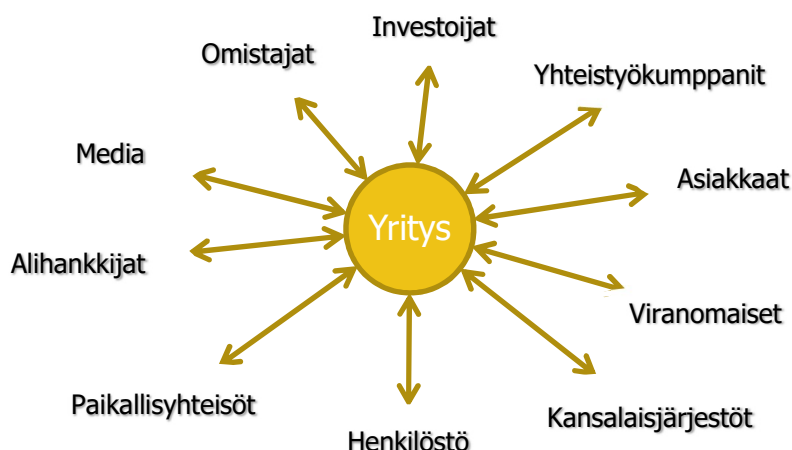 Investoijat
Omistajat
Yhteistyökumppanit
Media
Asiakkaat
Yritys
Alihankkijat
Viranomaiset
Paikallisyhteisöt
Kansalaisjärjestöt
Henkilöstö